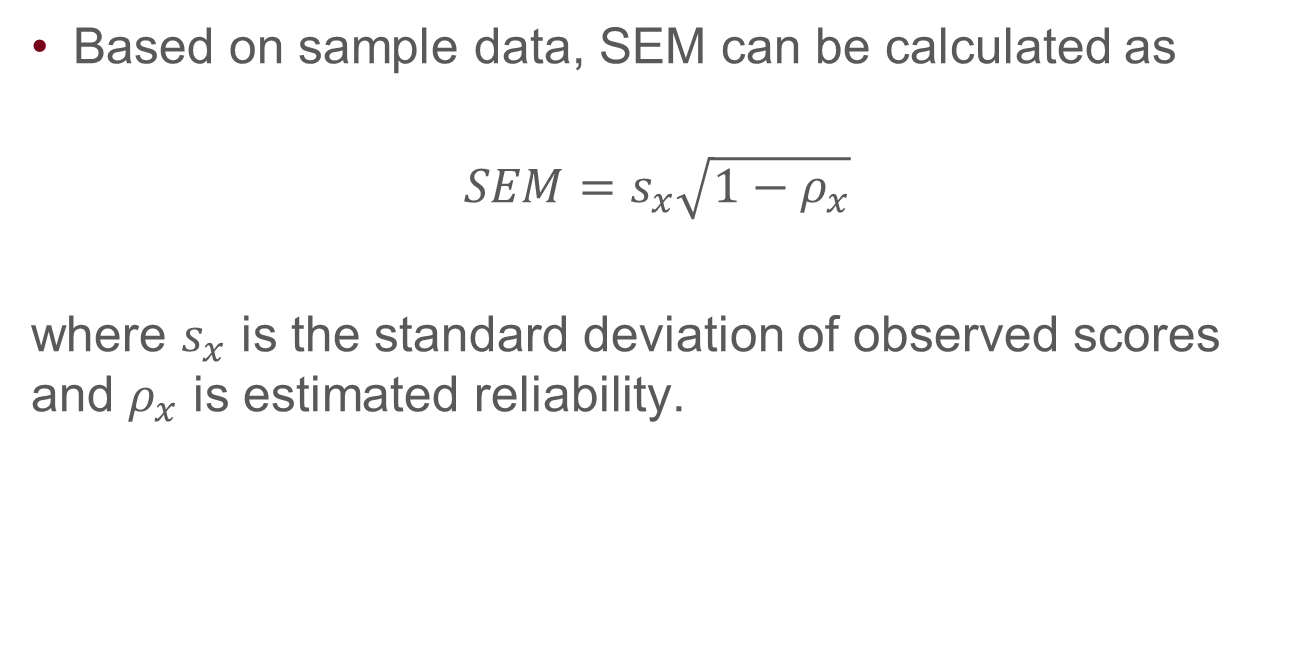 • Based on sample data, SEM can be calculated as
𝑆𝐸𝑀 = 𝑠ₓ√(1 − 𝜌ₓ)
where 𝑠ₓ is the standard deviation of observed scores
and 𝜌ₓ is estimated reliability.